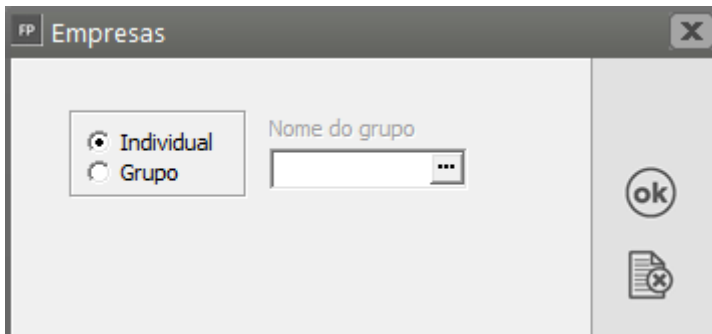 FP Empresas
Individual
Nome do grupo
Grupo
...
ok